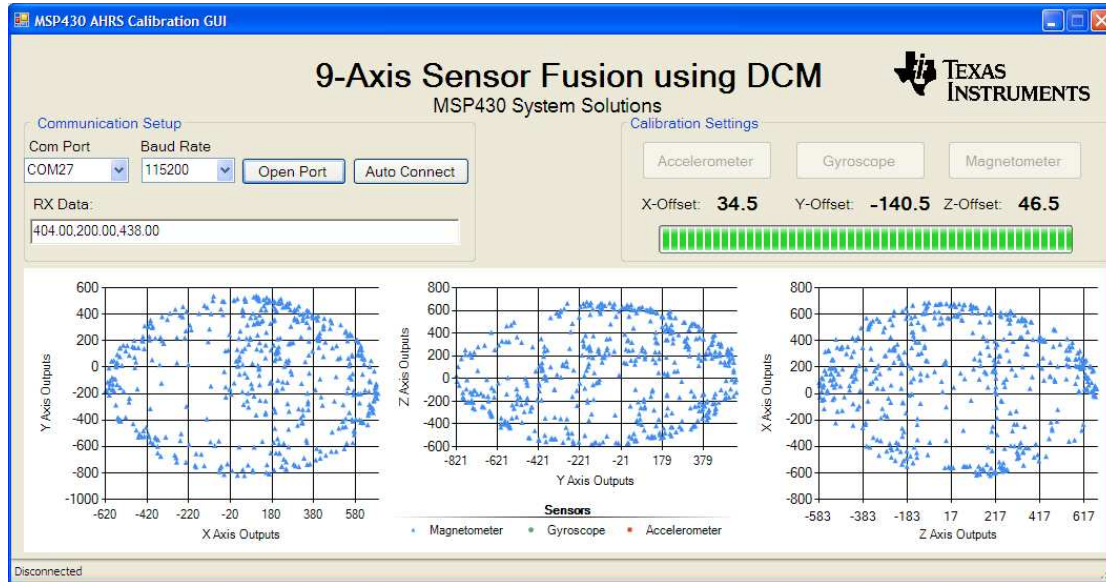 MSP430 AHRS Calibration GUI
9-Axis Sensor Fusion using DCM
MSP430 System Solutions
TEXAS
INSTRUMENTS
Communication Setup
Com Port
Baud Rate
COM27
115200
Open Port
Auto Connect
RX Data:
404.00,200.00,438.00
Calibration Settings
Accelerometer
Gyroscope
Magnetometer
X-Offset: 34.5
Y-Offset: -140.5
Z-Offset: 46.5
600
400
200
0
-200
-400
-600
-800
-1000
Y Axis Outputs
-620 -420 -220 -20 180 380 580
X Axis Outputs
800
600
400
200
0
-200
-400
-600
Z Axis Outputs
-821 -621 -421 -221 -21 179 379
Y Axis Outputs
Sensors
Magnetometer Gyroscope Accelerometer
800
600
400
200
0
-200
-400
-600
-800
X Axis Outputs
-583 -383 -183 17 217 417 617
Z Axis Outputs
Disconnected